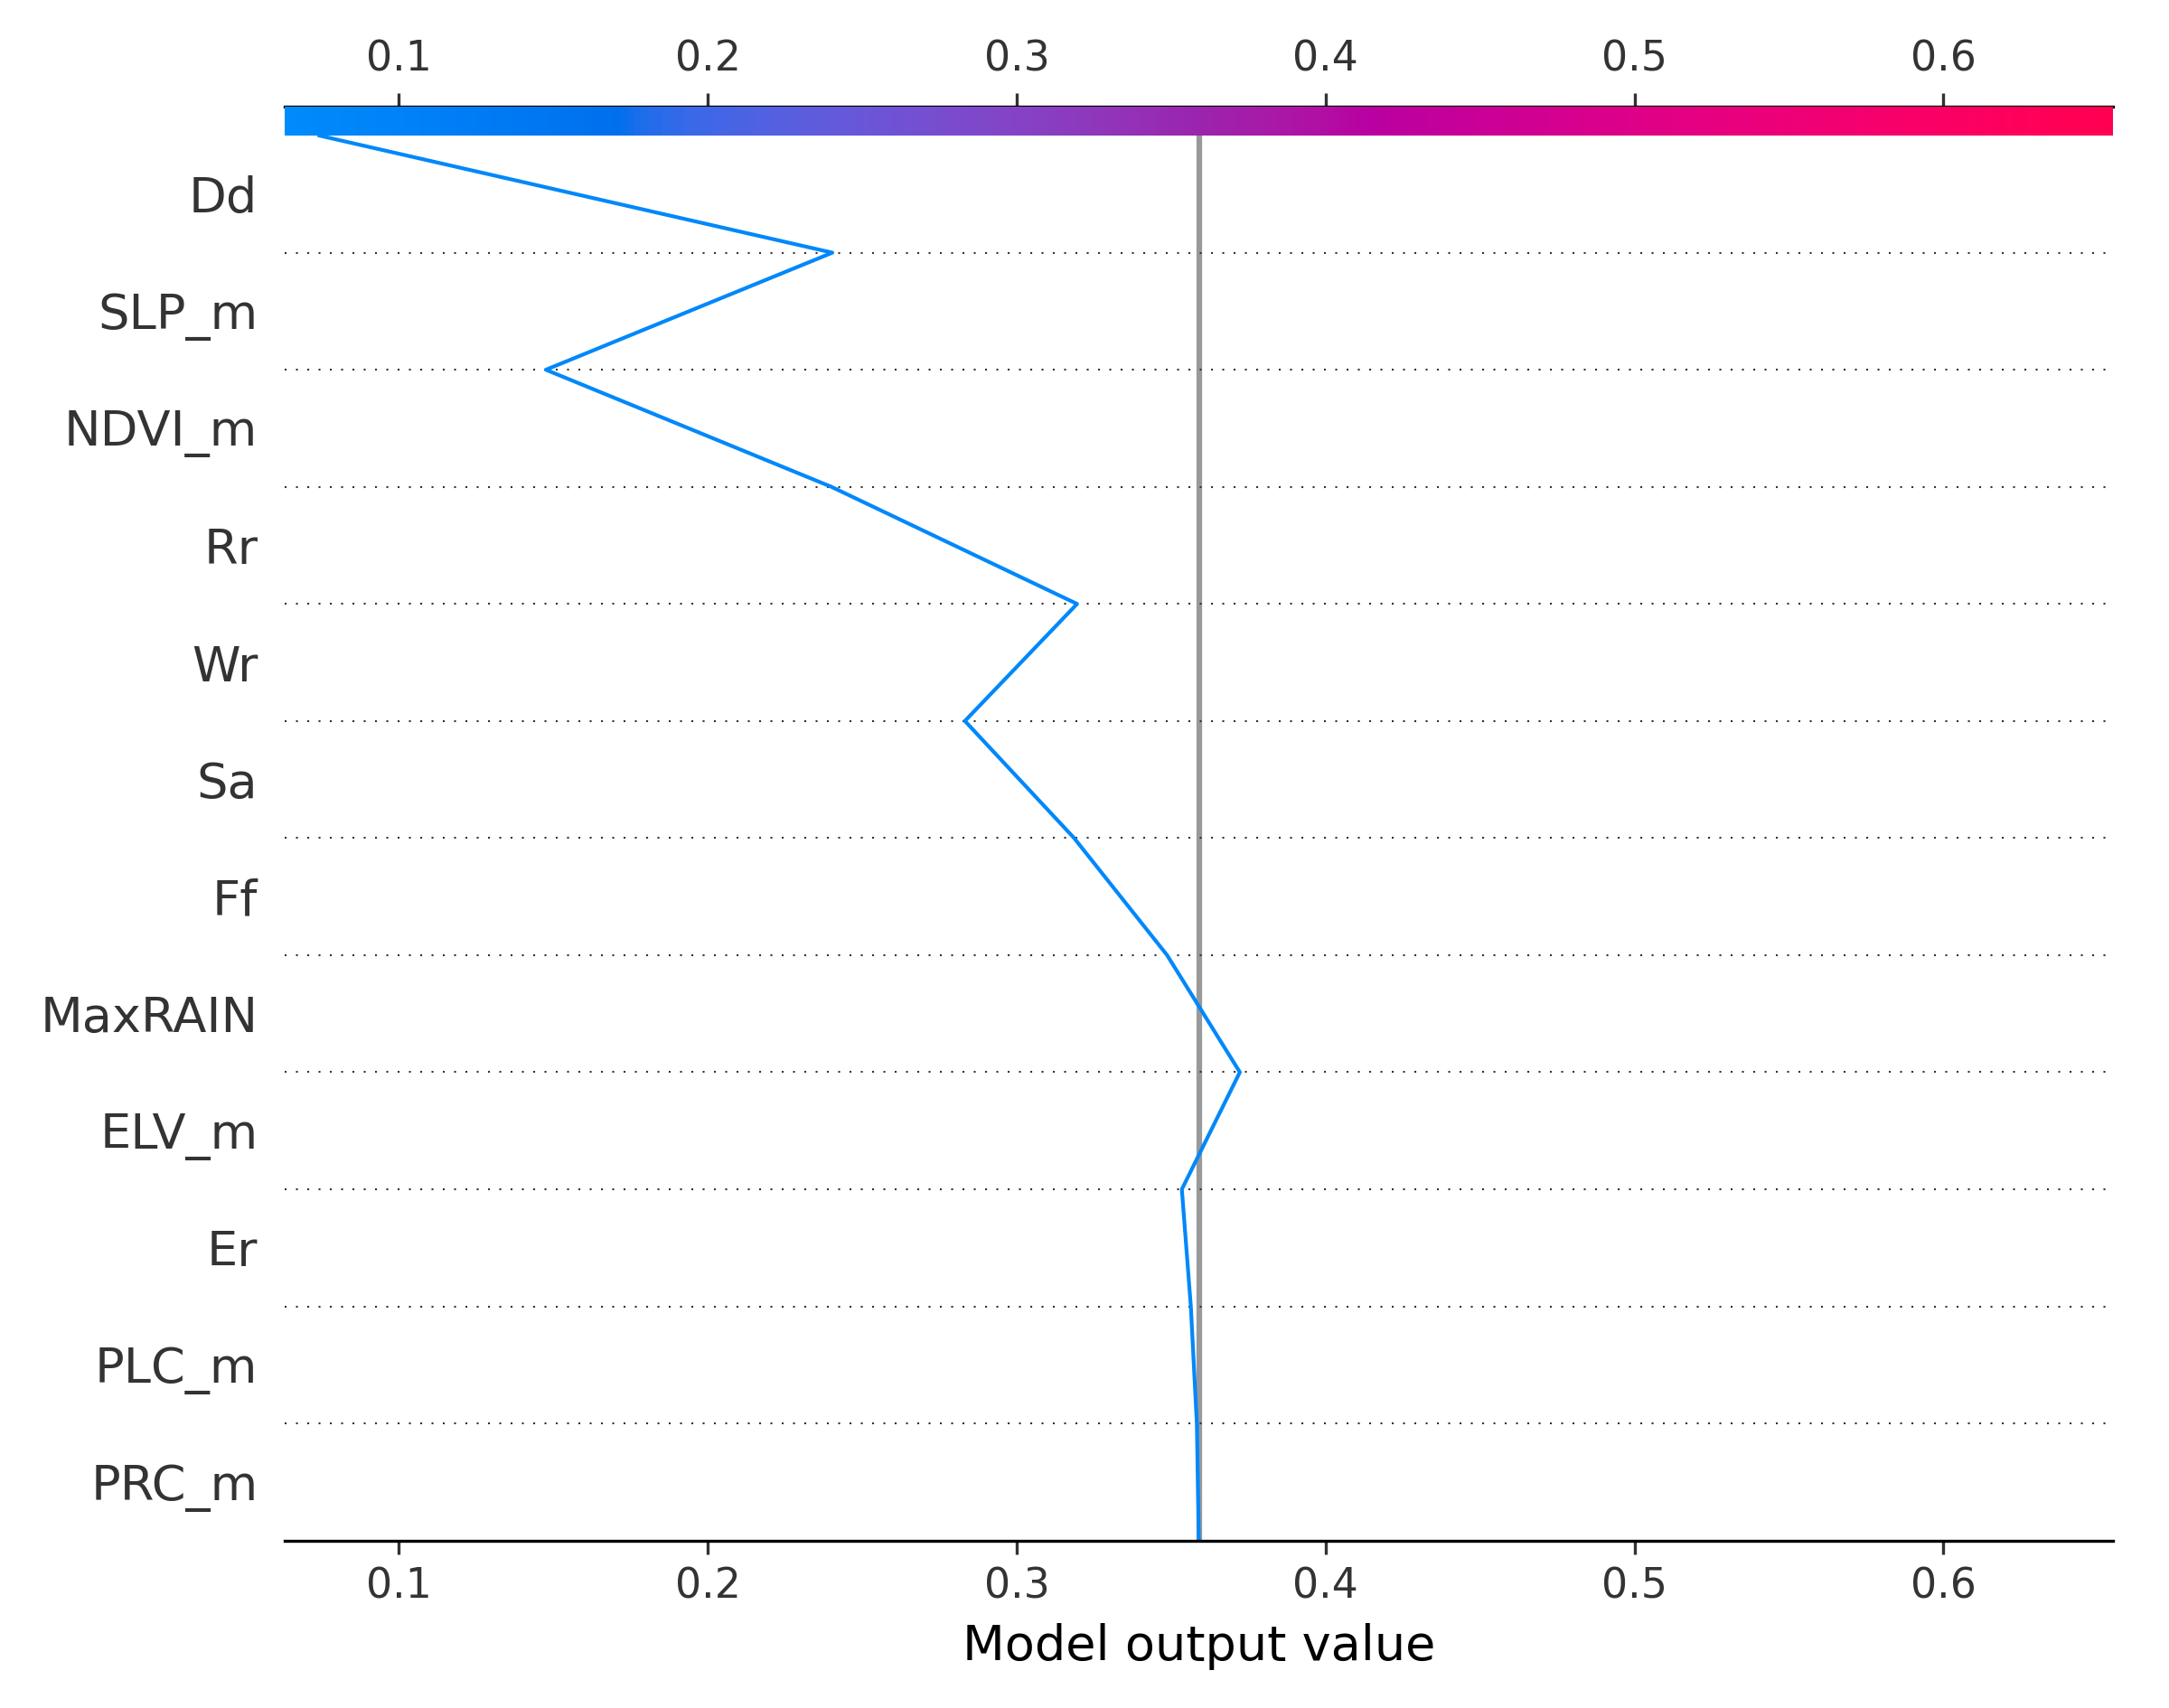 0.1 0.2 0.3 0.4 0.5 0.6
Dd
SLP_m
NDVI_m
Rr
Wr
Sa
Ff
MaxRAIN
ELV_m
Er
PLC_m
PRC_m
0.1 0.2 0.3 0.4 0.5 0.6
Model output value